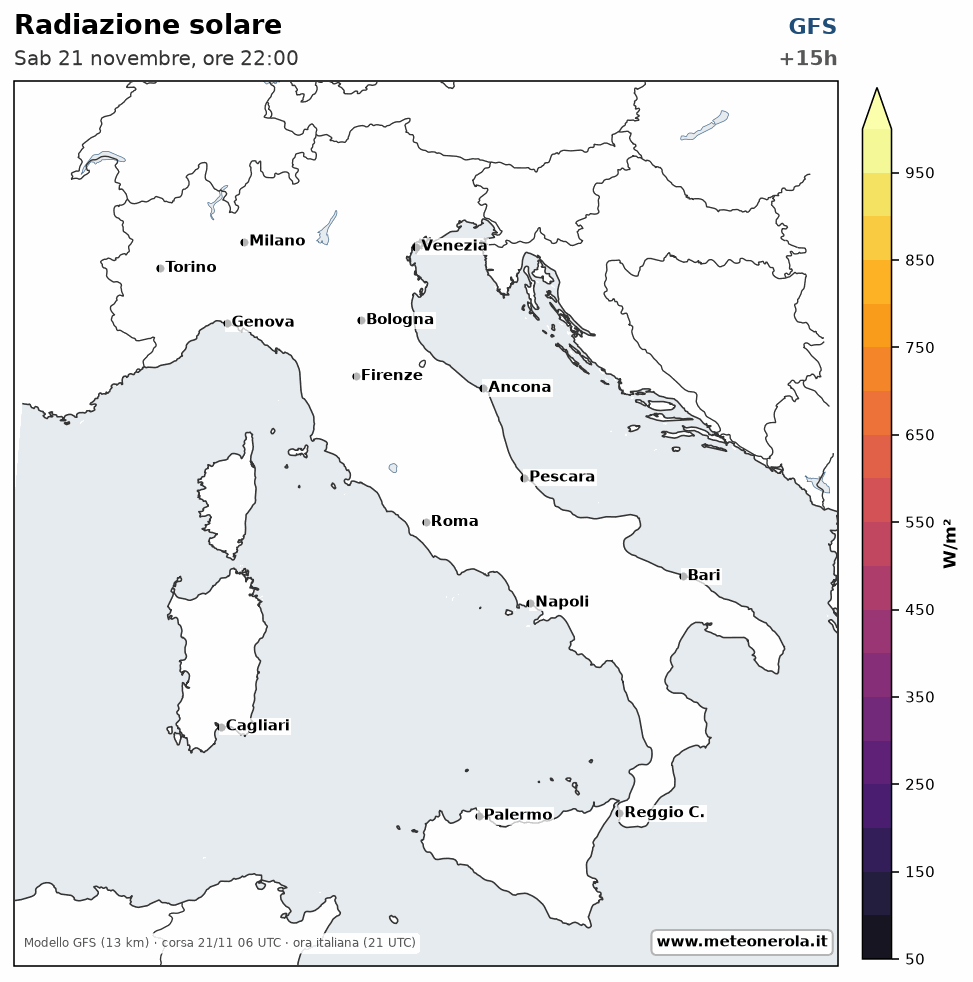 Radiazione solare
GFS
Sab 21 novembre, ore 22:00
+15h
Milano
Venezia
Torino
Genova
Bologna
Firenze
Ancona
Pescara
Roma
Bari
Napoli
Cagliari
Palermo
Reggio C.
Modello GFS (13 km) · corsa 21/11 06 UTC · ora italiana (21 UTC)
www.meteonerola.it
950
850
750
650
550
450
350
250
150
50
W/m²